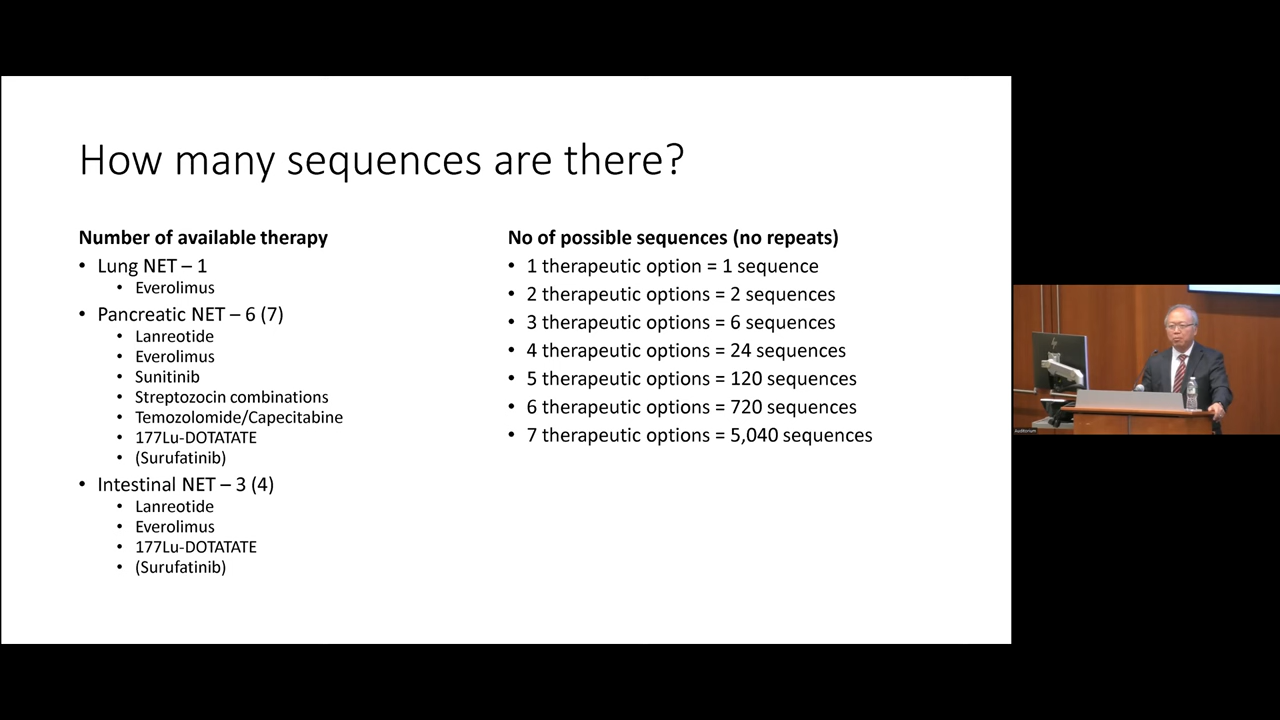 How many sequences are there?
Number of available therapy
• Lung NET – 1
• Everolimus
• Pancreatic NET – 6 (7)
• Lanreotide
• Everolimus
• Sunitinib
• Streptozocin combinations
• Temozolomide/Capecitabine
• 177Lu-DOTATATE
• (Surufatinib)
• Intestinal NET – 3 (4)
• Lanreotide
• Everolimus
• 177Lu-DOTATATE
• (Surufatinib)
No of possible sequences (no repeats)
• 1 therapeutic option = 1 sequence
• 2 therapeutic options = 2 sequences
• 3 therapeutic options = 6 sequences
• 4 therapeutic options = 24 sequences
• 5 therapeutic options = 120 sequences
• 6 therapeutic options = 720 sequences
• 7 therapeutic options = 5,040 sequences
Auditorium